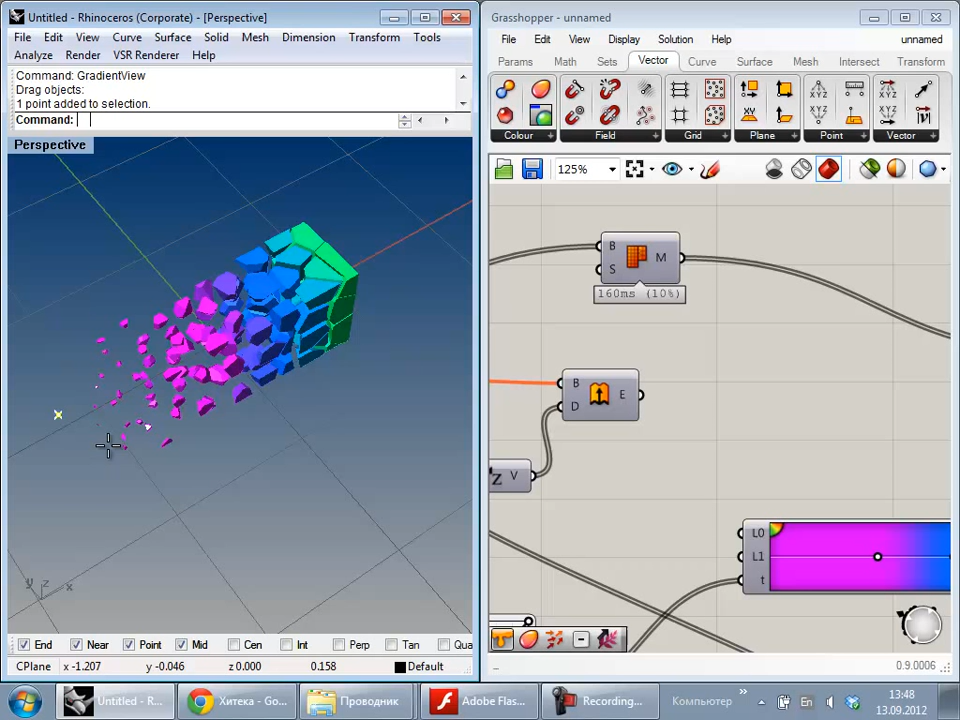 Untitled - Rhinoceros (Corporate) - [Perspective]
File Edit View Curve Surface Solid Mesh Dimension Transform Tools
Analyze Render VSR Renderer Help
Command: GradientView
Drag objects:
1 point added to selection.
Command:
Perspective
y z x
End Near Point Mid Cen Int Perp Tan Qua
CPlane x -1.207 y -0.046 z 0.000 0.158 Default
Grasshopper - unnamed
File Edit View Display Solution Help unnamed
Params Math Sets Vector Curve Surface Mesh Intersect Transform
XYZ XYZ
XY XYZ
Colour Field Grid Plane Point Vector
125%
B M
S
160ms (10%)
B E
D
z V
L0
L1
t
0.9.0006
Untitled - R... Хитека - Go... Проводник Adobe Flas... Recording... Компьютер » EN 13:48
13.09.2012